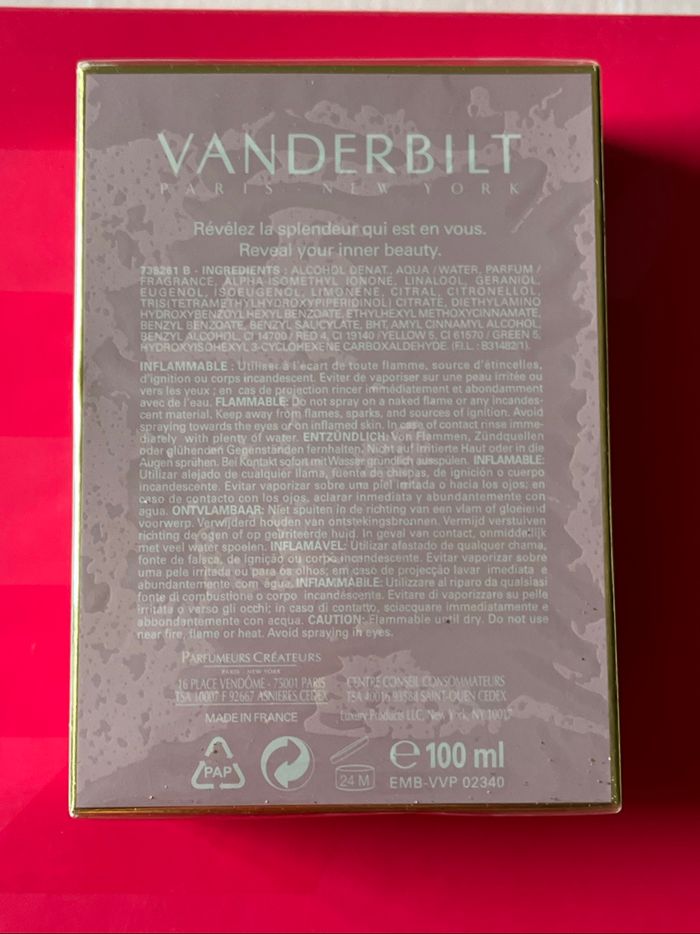 VANDERBILT
PARIS · NEW YORK
Révélez la splendeur qui est en vous.
Reveal your inner beauty.
738261 B - INGREDIENTS : ALCOHOL DENAT., AQUA / WATER, PARFUM /
FRAGRANCE, ALPHA-ISOMETHYL IONONE, LINALOOL, GERANIOL,
EUGENOL, ISOEUGENOL, LIMONENE, CITRAL, CITRONELLOL,
TRIS(TETRAMETHYLHYDROXYPIPERIDINOL) CITRATE, DIETHYLAMINO
HYDROXYBENZOYL HEXYL BENZOATE, ETHYLHEXYL METHOXYCINNAMATE,
BENZYL BENZOATE, BENZYL SALICYLATE, BHT, AMYL CINNAMYL ALCOHOL,
BENZYL ALCOHOL, CI 14700 / RED 4, CI 19140 / YELLOW 5, CI 61570 / GREEN 5,
HYDROXYISOHEXYL 3-CYCLOHEXENE CARBOXALDEHYDE (F.I.L. : B31482/1).
INFLAMMABLE : Utiliser à l'écart de toute flamme, source d'étincelles,
d'ignition ou corps incandescent. Eviter de vaporiser sur une peau irritée ou
vers les yeux ; en cas de projection rincer immédiatement et abondamment
avec de l'eau. FLAMMABLE: Do not spray on a naked flame or any incandes-
cent material. Keep away from flames, sparks, and sources of ignition. Avoid
spraying towards the eyes or on inflamed skin. In case of contact rinse imme-
diately with plenty of water. ENTZÜNDLICH: Von Flammen, Zündquellen
oder glühenden Gegenständen fernhalten. Nicht auf irritierte Haut oder in die
Augen sprühen. Bei Kontakt sofort mit Wasser gründlich ausspülen. INFLAMABLE:
Utilizar alejado de cualquier llama, fuente de chispas, de ignición o cuerpo
incandescente. Evitar vaporizar sobre una piel irritada o hacia los ojos; en
caso de contacto con los ojos, aclarar inmediata y abundantemente con
agua. ONTVLAMBAAR: Niet spuiten in de richting van een vlam of gloeiend
voorwerp. Verwijderd houden van ontstekingsbronnen. Vermijd verstuiven
richting de ogen of op geïrriteerde huid. In geval van contact, onmiddellijk
met veel water spoelen. INFLAMÁVEL: Utilizar afastado de qualquer chama,
fonte de faísca, de ignição ou corpo incandescente. Evitar vaporizar sobre
uma pele irritada ou para os olhos; em caso de projecção lavar imediata e
abundantemente com água. INFIAMMABILE: Utilizzare al riparo da qualsiasi
fonte di combustione o corpo incandescente. Evitare di vaporizzare su pelle
irritata o verso gli occhi; in caso di contatto, sciacquare immediatamente e
abbondantemente con acqua. CAUTION: Flammable until dry. Do not use
near fire, flame or heat. Avoid spraying in eyes.
PARFUMEURS CRÉATEURS
PARIS · NEW YORK
16 PLACE VENDÔME - 75001 PARIS
TSA 10007 F 92667 ASNIERES CEDEX
CENTRE CONSEIL CONSOMMATEURS
TSA 40016 93584 SAINT-OUEN CEDEX
MADE IN FRANCE
Luxury Products LLC, New York, NY 10017
PAP
24 M
e 100 ml
EMB-VVP 02340